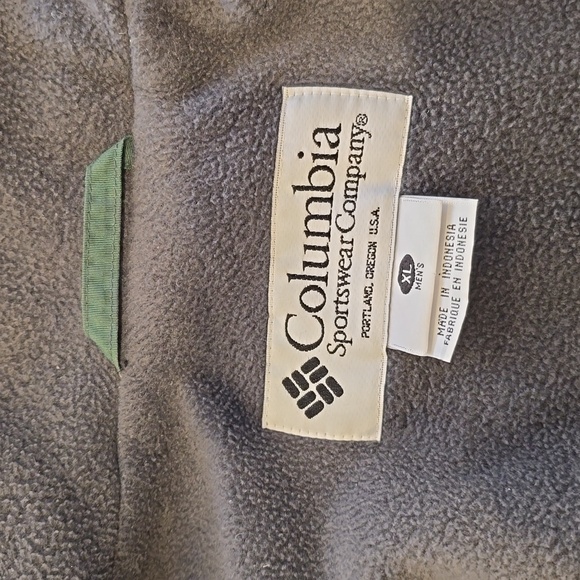 Columbia
Sportswear Company®
PORTLAND, OREGON U.S.A.
XL
MEN'S
MADE IN INDONESIA
FABRIQUE EN INDONESIE